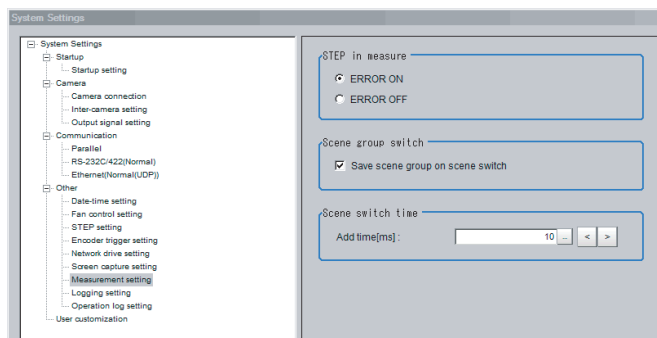 System Settings
System Settings
Startup
Startup setting
Camera
Camera connection
Inter-camera setting
Output signal setting
Communication
Parallel
RS-232C/422(Normal)
Ethernet(Normal(UDP))
Other
Date-time setting
Fan control setting
STEP setting
Encoder trigger setting
Network drive setting
Screen capture setting
Measurement setting
Logging setting
Operation log setting
User customization
STEP in measure
ERROR ON
ERROR OFF
Scene group switch
Save scene group on scene switch
Scene switch time
Add time[ms] : 10 ... < >